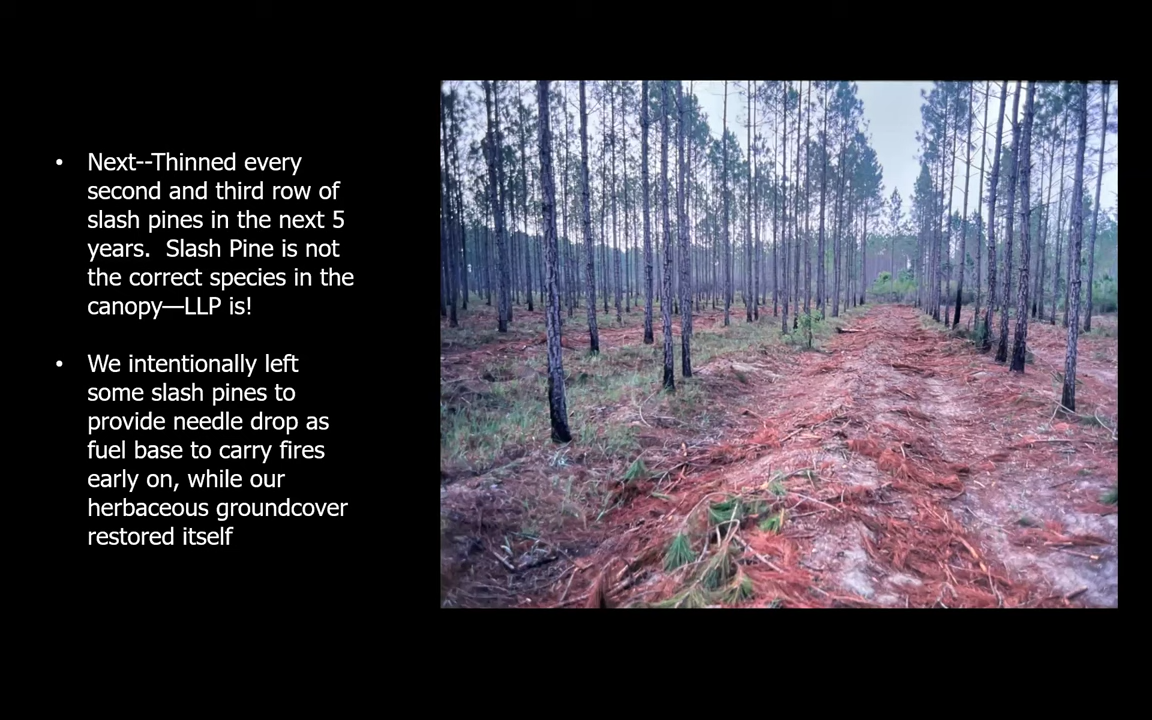 • Next--Thinned every
second and third row of
slash pines in the next 5
years.  Slash Pine is not
the correct species in the
canopy—LLP is!
• We intentionally left
some slash pines to
provide needle drop as
fuel base to carry fires
early on, while our
herbaceous groundcover
restored itself